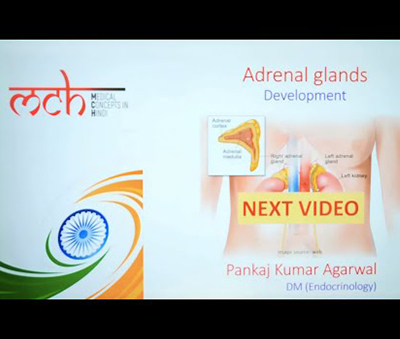 mch
MEDICAL
CONCEPTS IN
HINDI
Adrenal glands
Development
Adrenal
cortex
Adrenal
medulla
Right adrenal
gland
Left adrenal
gland
Left kidney
NEXT VIDEO
Pankaj Kumar Agarwal
DM (Endocrinology)